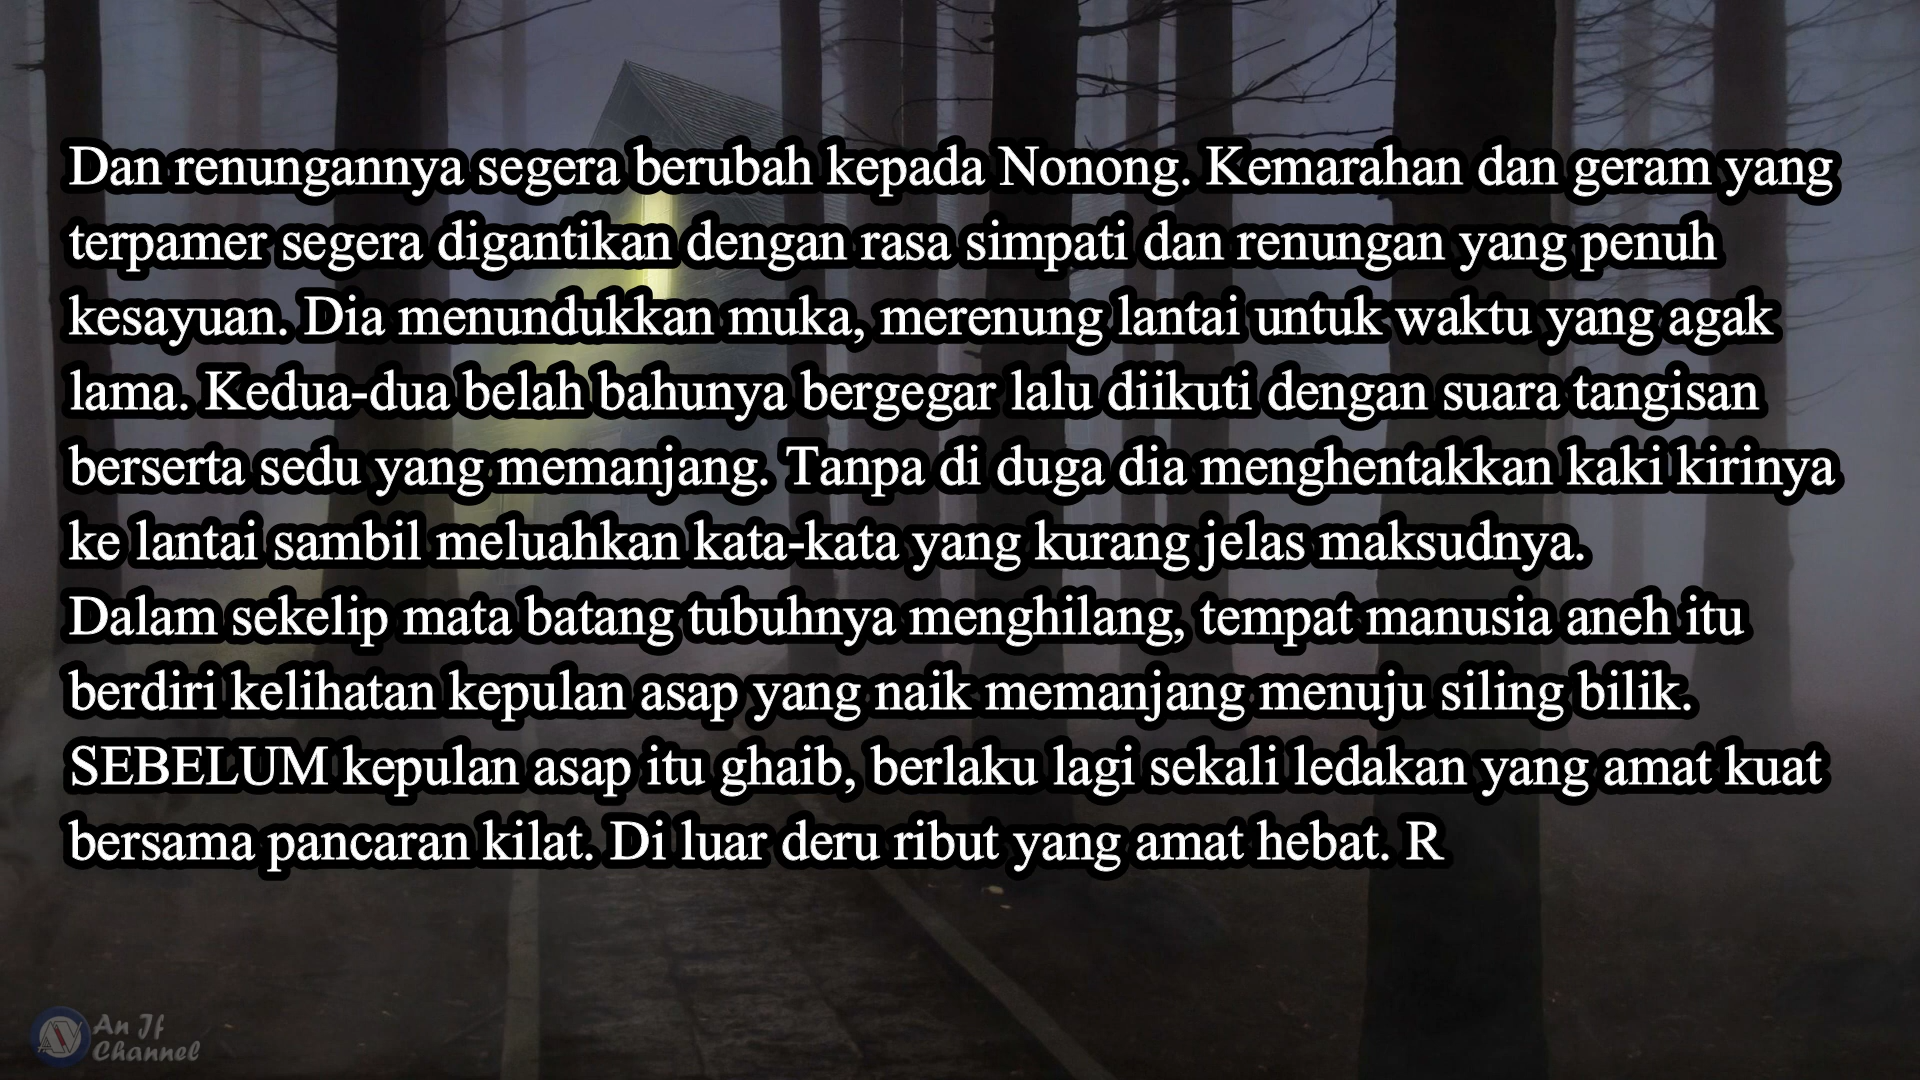 Dan renungannya segera berubah kepada Nonong. Kemarahan dan geram yang
terpamer segera digantikan dengan rasa simpati dan renungan yang penuh
kesayuan. Dia menundukkan muka, merenung lantai untuk waktu yang agak
lama. Kedua-dua belah bahunya bergegar lalu diikuti dengan suara tangisan
berserta sedu yang memanjang. Tanpa di duga dia menghentakkan kaki kirinya
ke lantai sambil meluahkan kata-kata yang kurang jelas maksudnya.
Dalam sekelip mata batang tubuhnya menghilang, tempat manusia aneh itu
berdiri kelihatan kepulan asap yang naik memanjang menuju siling bilik.
SEBELUM kepulan asap itu ghaib, berlaku lagi sekali ledakan yang amat kuat
bersama pancaran kilat. Di luar deru ribut yang amat hebat. R
An If
Channel